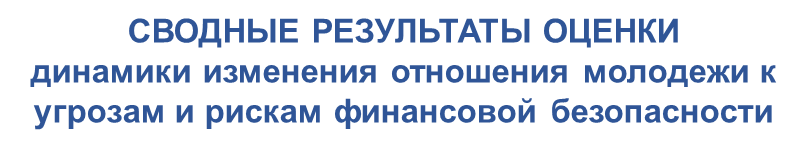 СВОДНЫЕ РЕЗУЛЬТАТЫ ОЦЕНКИ
динамики изменения отношения молодежи к
угрозам и рискам финансовой безопасности